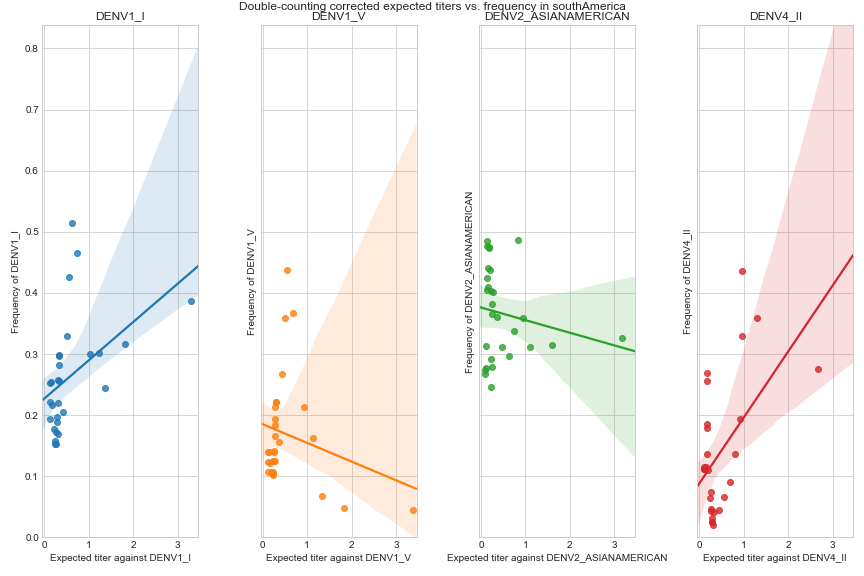 Double-counting corrected expected titers vs. frequency in southAmerica
DENV1_I
DENV1_V
DENV2_ASIANAMERICAN
DENV4_II
0.8
0.7
0.6
0.5
0.4
0.3
0.2
0.1
0.0
Frequency of DENV1_I
Frequency of DENV1_V
Frequency of DENV2_ASIANAMERICAN
Frequency of DENV4_II
0 1 2 3
0 1 2 3
0 1 2 3
0 1 2 3
Expected titer against DENV1_I
Expected titer against DENV1_V
Expected titer against DENV2_ASIANAMERICAN
Expected titer against DENV4_II